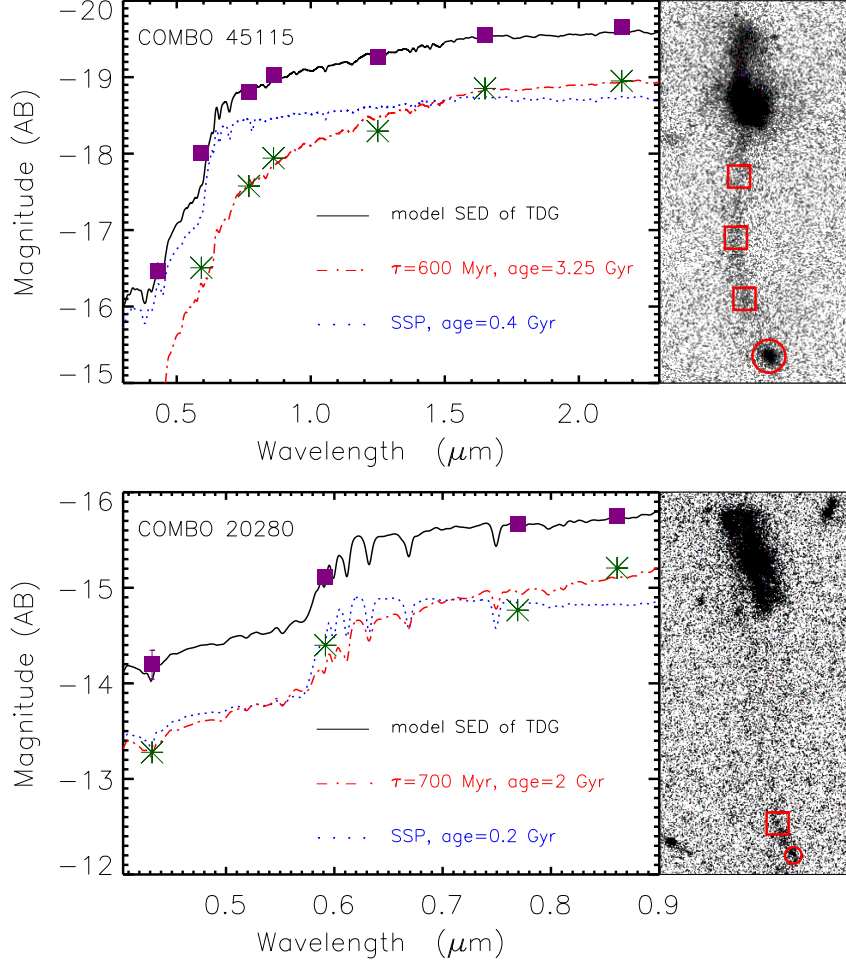 −20
−19
−18
−17
−16
−15
Magnitude (AB)
COMBO 45115
model SED of TDG
τ=600 Myr, age=3.25 Gyr
SSP, age=0.4 Gyr
0.5 1.0 1.5 2.0
Wavelength (μm)
−16
−15
−14
−13
−12
Magnitude (AB)
COMBO 20280
model SED of TDG
τ=700 Myr, age=2 Gyr
SSP, age=0.2 Gyr
0.5 0.6 0.7 0.8 0.9
Wavelength (μm)